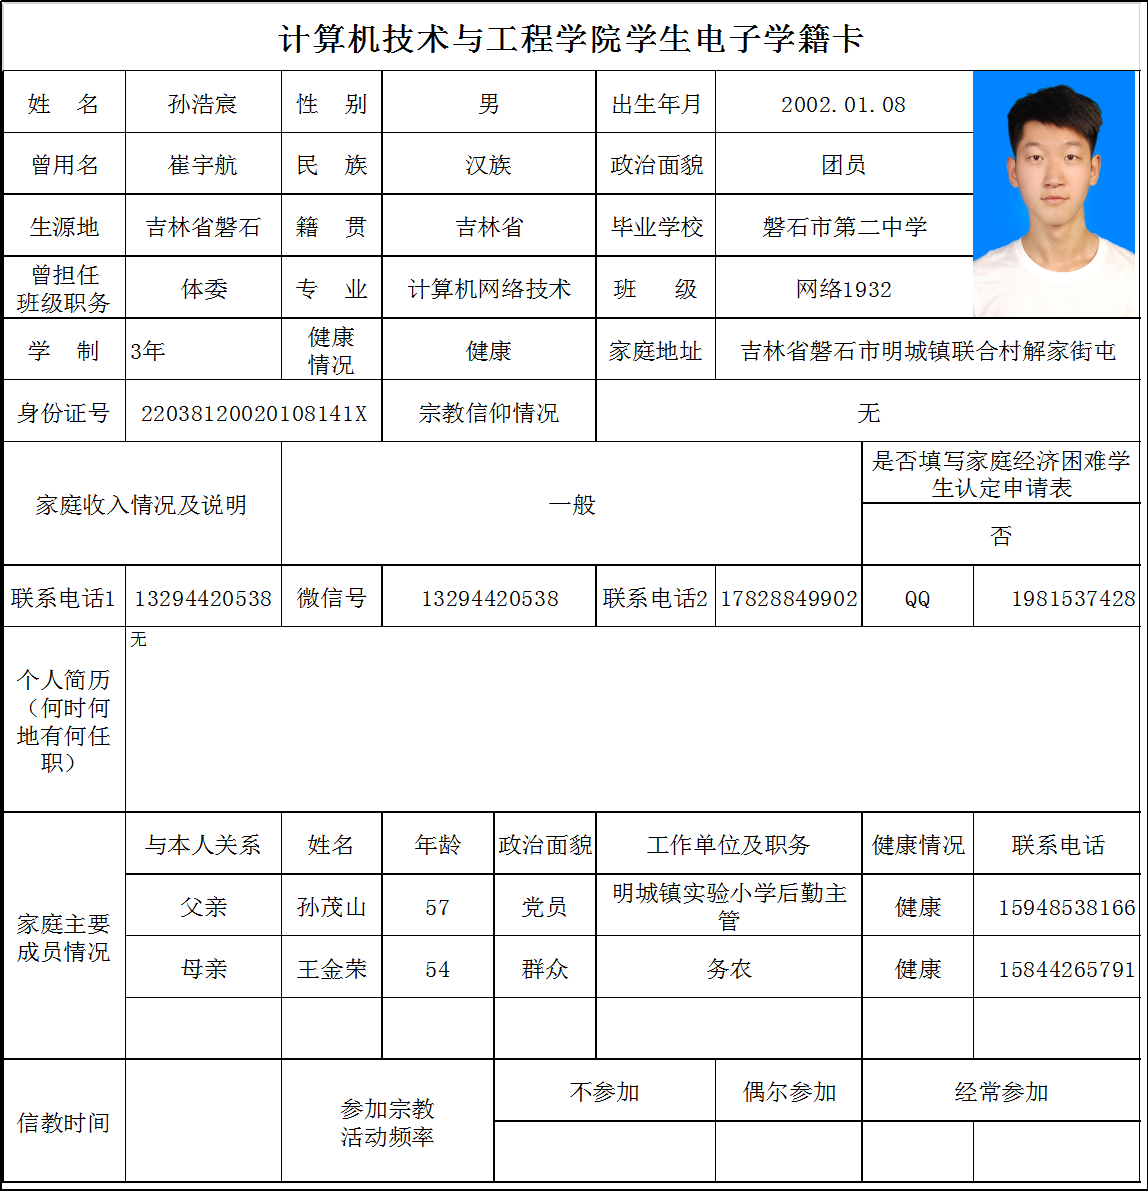 计算机技术与工程学院学生电子学籍卡
姓 名 孙浩宸 性 别 男 出生年月 2002.01.08
曾用名 崔宇航 民 族 汉族 政治面貌 团员
生源地 吉林省磐石 籍 贯 吉林省 毕业学校 磐石市第二中学
曾担任
班级职务 体委 专 业 计算机网络技术 班 级 网络1932
学 制 3年 健康
情况 健康 家庭地址 吉林省磐石市明城镇联合村解家街屯
身份证号 22038120020108141X 宗教信仰情况 无
家庭收入情况及说明 一般 是否填写家庭经济困难学
生认定申请表
否
联系电话1 13294420538 微信号 13294420538 联系电话2 17828849902 QQ 1981537428
个人简历
（何时何
地有何任
职） 无
家庭主要
成员情况 与本人关系 姓名 年龄 政治面貌 工作单位及职务 健康情况 联系电话
父亲 孙茂山 57 党员 明城镇实验小学后勤主
管 健康 15948538166
母亲 王金荣 54 群众 务农 健康 15844265791
信教时间 参加宗教
活动频率 不参加 偶尔参加 经常参加